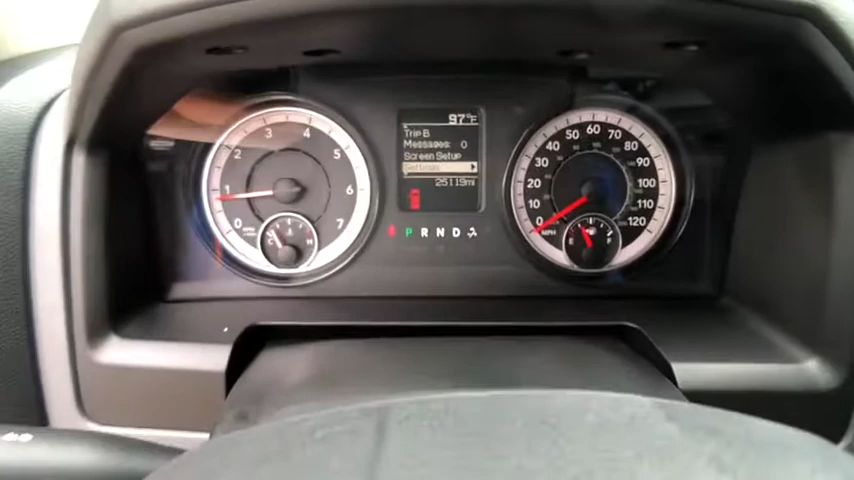 97°F
Trip B
Messages: 0
Screen Setup
Settings
25119mi
0 1 2 3 4 5 6 7
C H
P R N D
0 10 20 30 40 50 60 70 80 90 100 110 120
MPH
E F